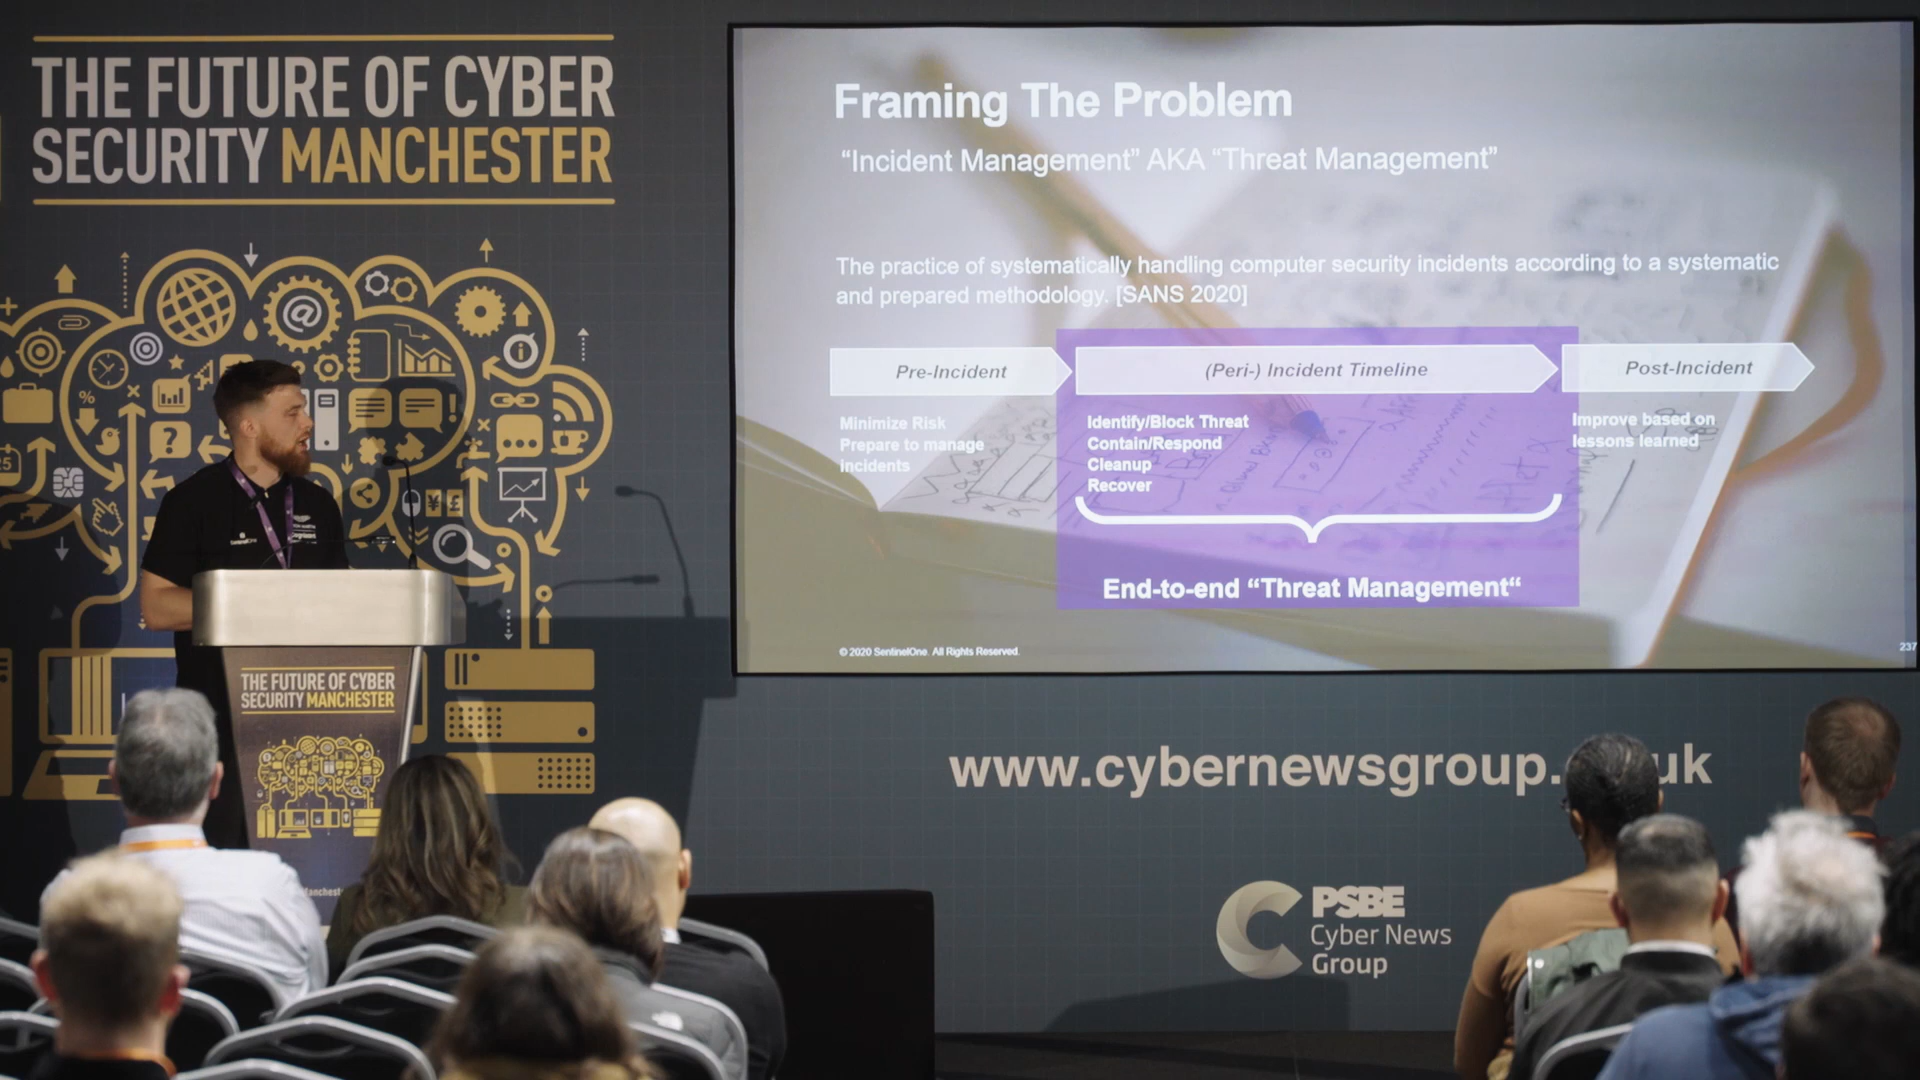 THE FUTURE OF CYBER
SECURITY MANCHESTER
Framing The Problem
“Incident Management” AKA “Threat Management”
The practice of systematically handling computer security incidents according to a systematic
and prepared methodology. [SANS 2020]
Pre-Incident
(Peri-) Incident Timeline
Post-Incident
Minimize Risk
Prepare to manage
incidents
Identify/Block Threat
Contain/Respond
Cleanup
Recover
Improve based on
lessons learned
End-to-end “Threat Management“
© 2020 SentinelOne. All Rights Reserved.
237
SentinelOne
THE FUTURE OF CYBER
SECURITY MANCHESTER
www.cybernewsgroup. uk
PSBE
Cyber News
Group